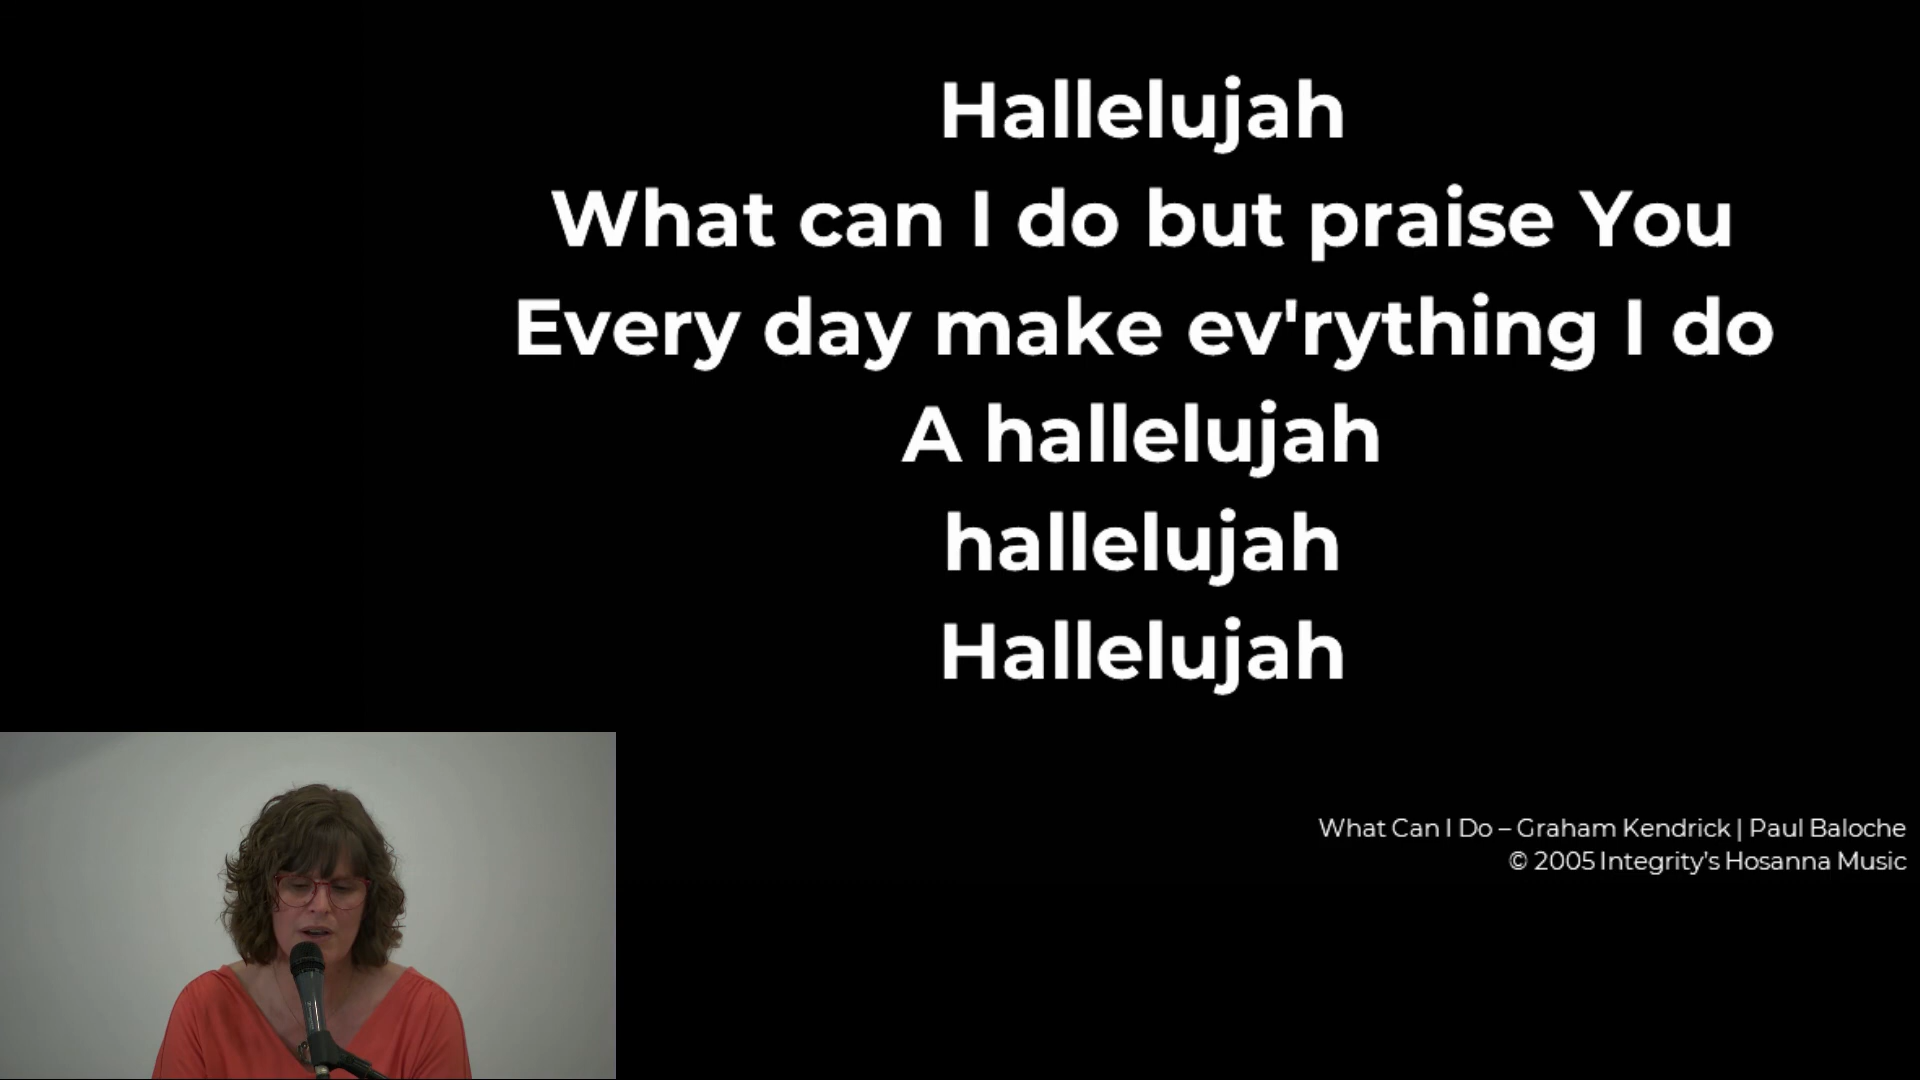 Hallelujah
What can I do but praise You
Every day make ev'rything I do
A hallelujah
hallelujah
Hallelujah
What Can I Do – Graham Kendrick | Paul Baloche
© 2005 Integrity’s Hosanna Music